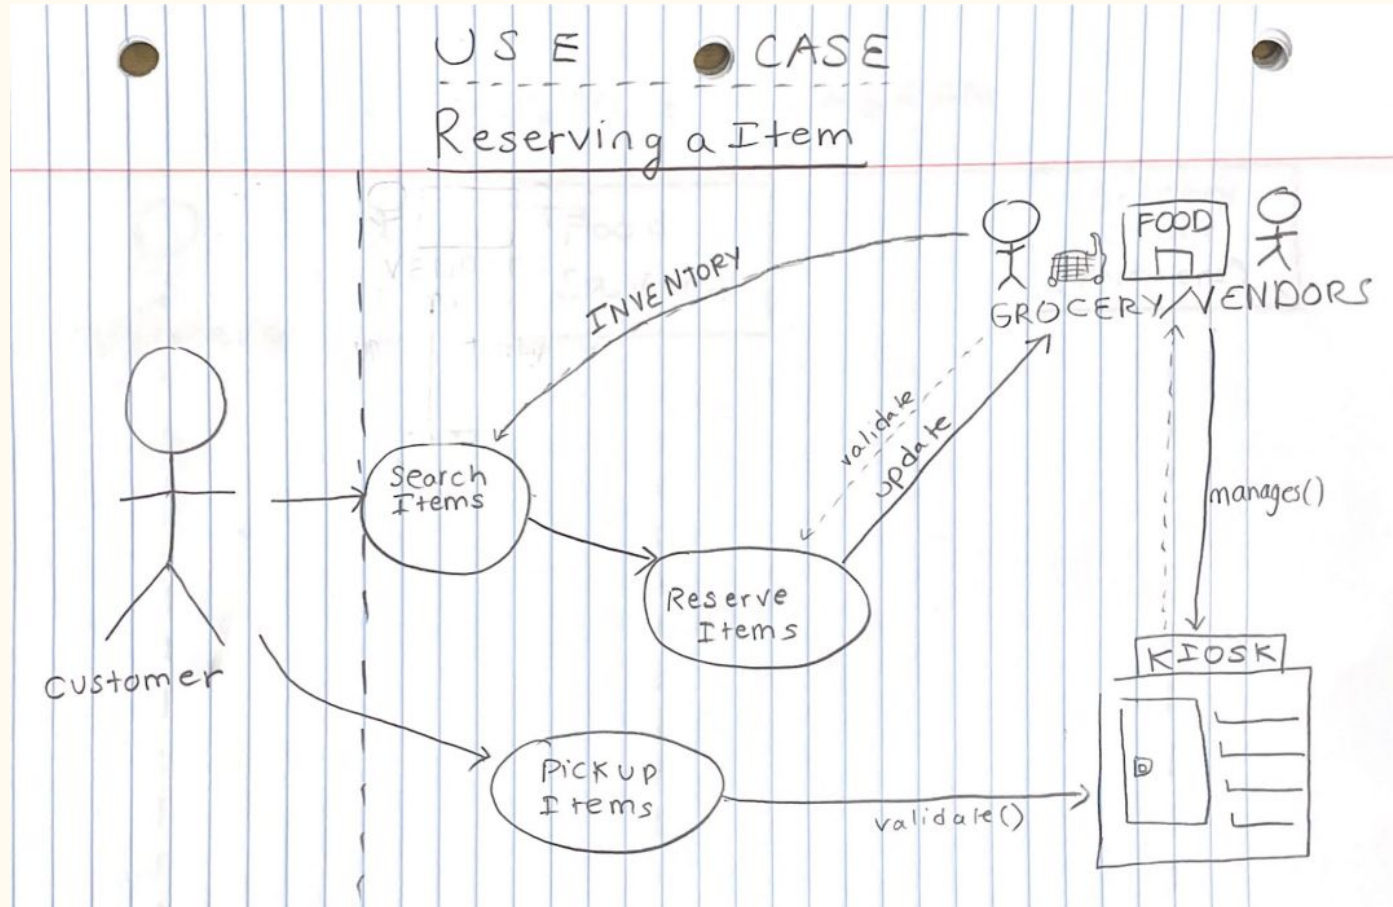 USE CASE
Reserving a Item
FOOD
GROCERY/VENDORS
INVENTORY
validate
update
Search
Items
manages()
Reserve
Items
KIOSK
Customer
Pickup
Items
validate()